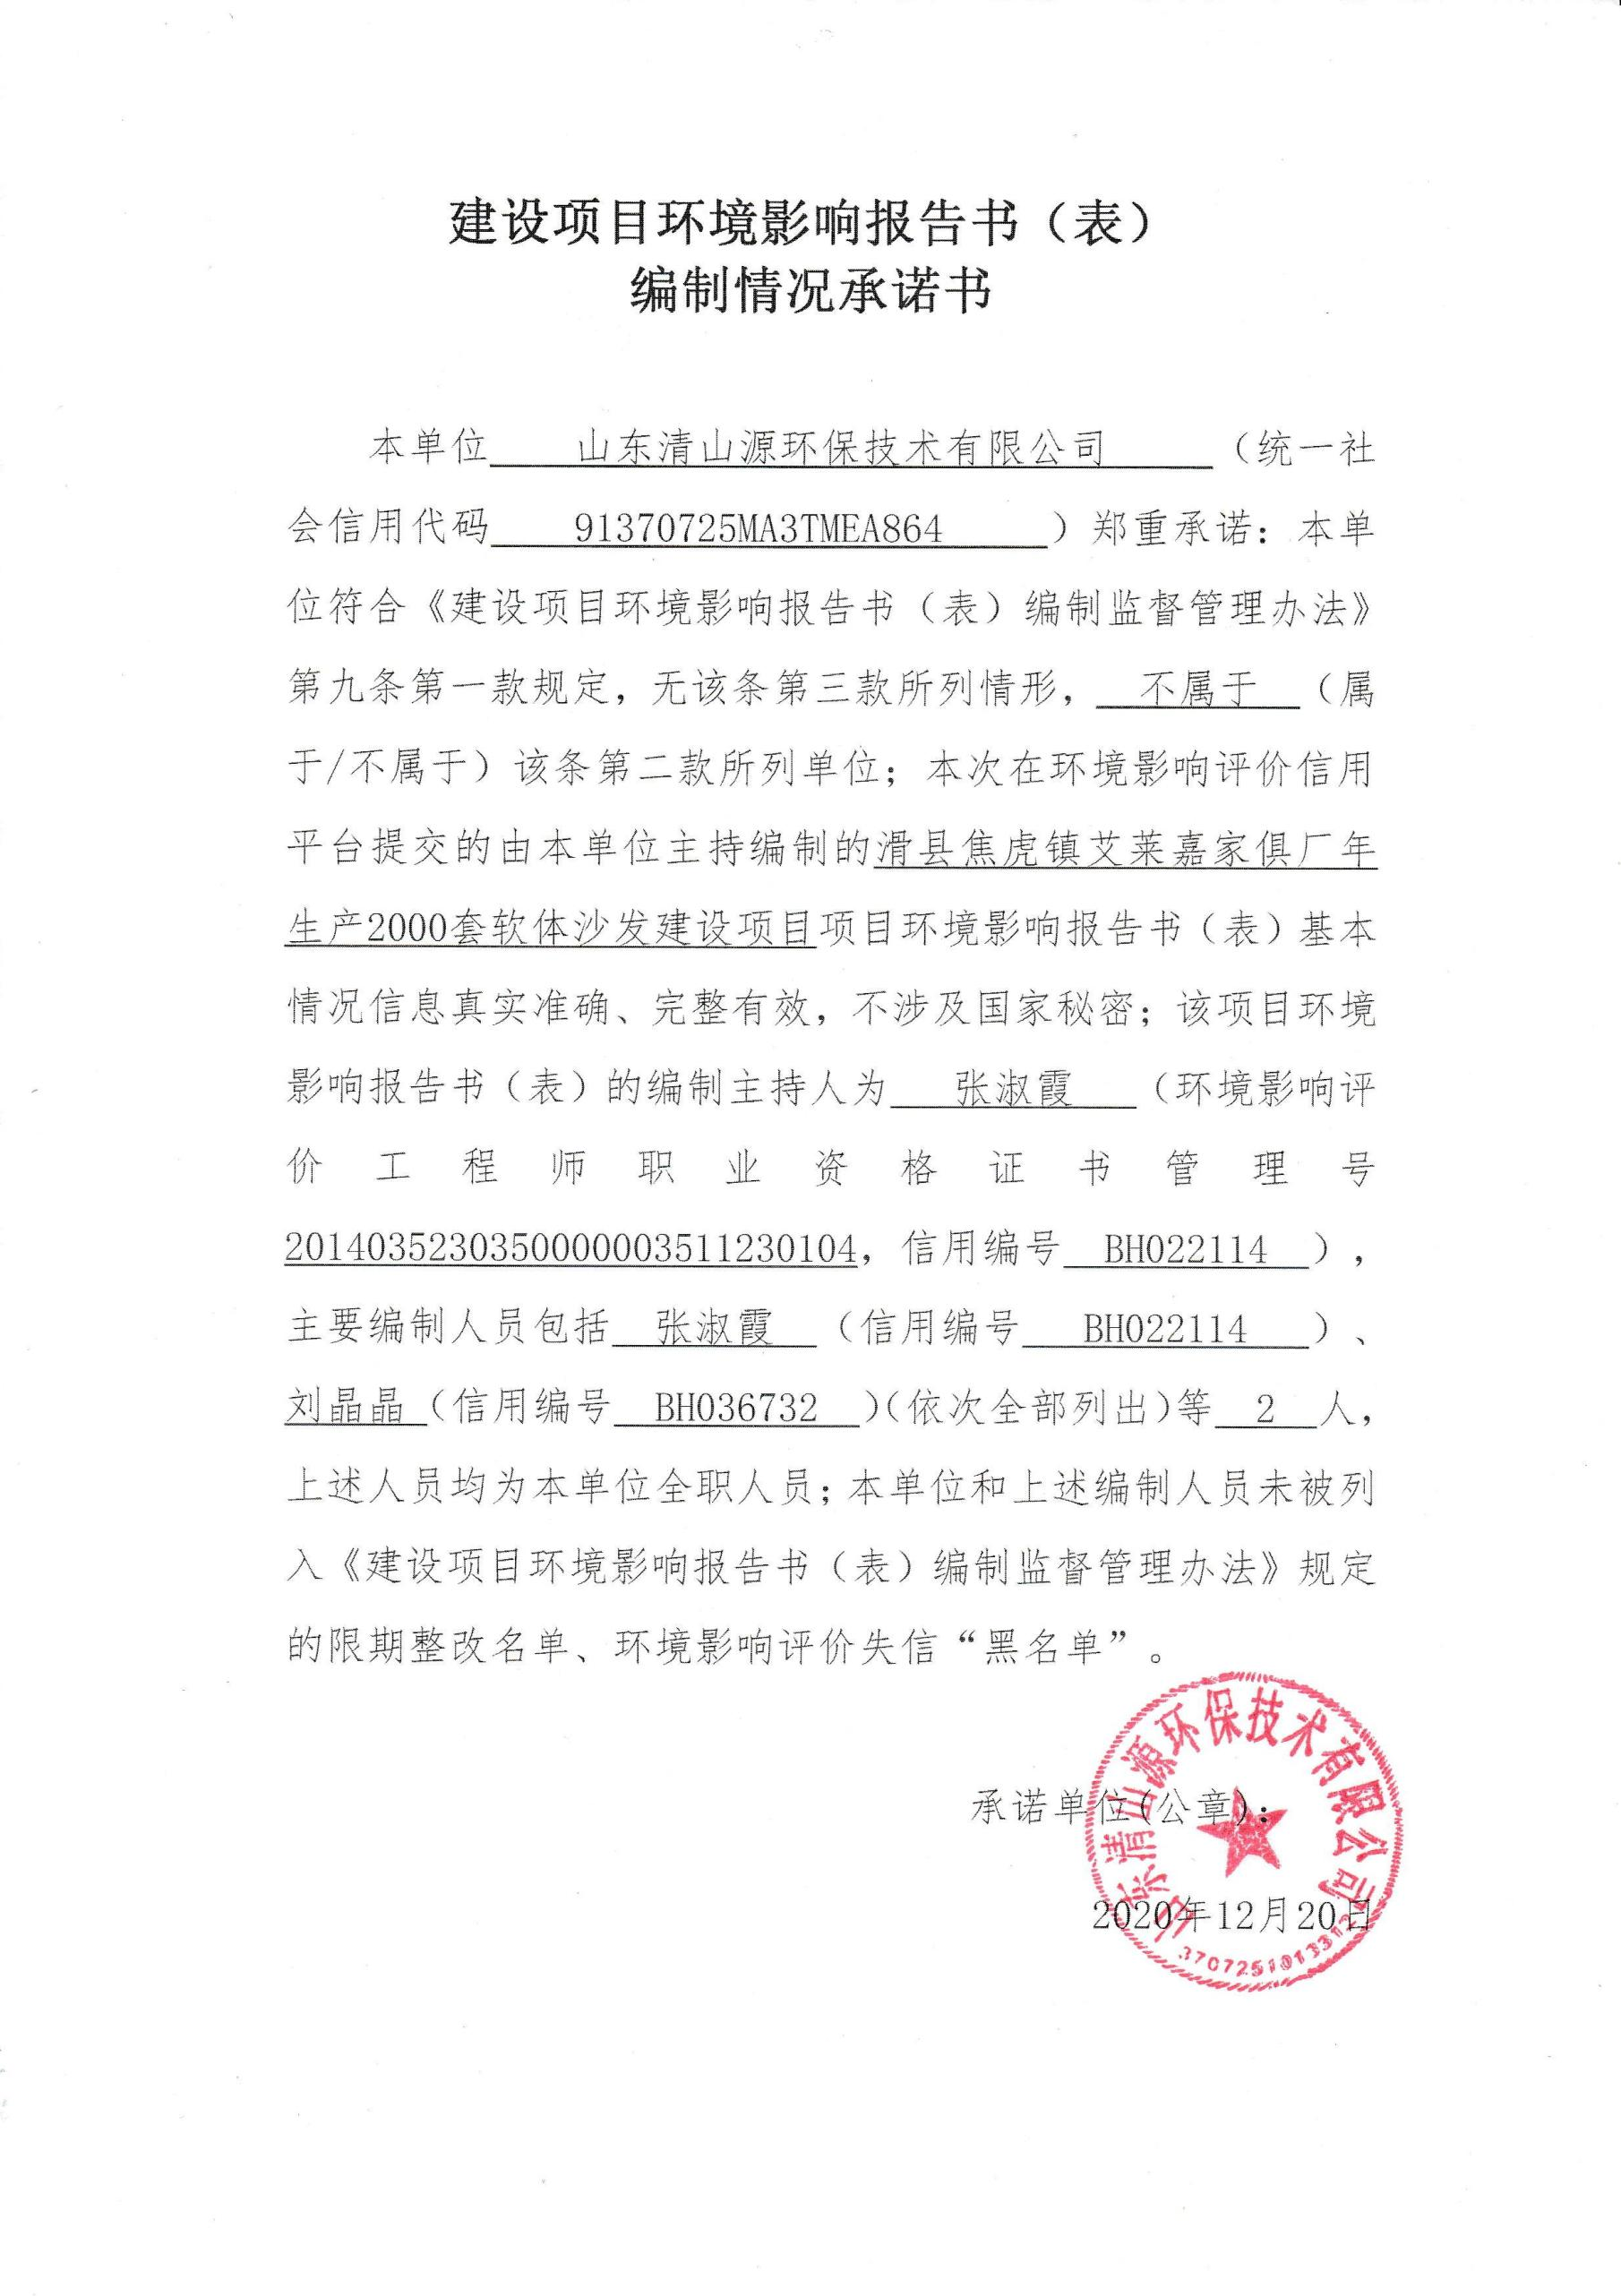 建设项目环境影响报告书（表）
编制情况承诺书
本单位 山东清山源环保技术有限公司 （统一社
会信用代码 91370725MA3TMEA864 ）郑重承诺：本单
位符合《建设项目环境影响报告书（表）编制监督管理办法》
第九条第一款规定，无该条第三款所列情形， 不属于 （属
于/不属于）该条第二款所列单位；本次在环境影响评价信用
平台提交的由本单位主持编制的滑县焦虎镇艾莱嘉家俱厂年
生产2000套软体沙发建设项目项目环境影响报告书（表）基本
情况信息真实准确、完整有效，不涉及国家秘密；该项目环境
影响报告书（表）的编制主持人为 张淑霞 （环境影响评
价工程师职业资格证书管理号
2014035230350000003511230104，信用编号 BH022114 ），
主要编制人员包括 张淑霞 （信用编号 BH022114 ）、
刘晶晶（信用编号 BH036732 ）（依次全部列出）等 2 人，
上述人员均为本单位全职人员；本单位和上述编制人员未被列
入《建设项目环境影响报告书（表）编制监督管理办法》规定
的限期整改名单、环境影响评价失信“黑名单”。
承诺单位(公章)：
2020年12月20日
山东清山源环保技术有限公司
3707251013312